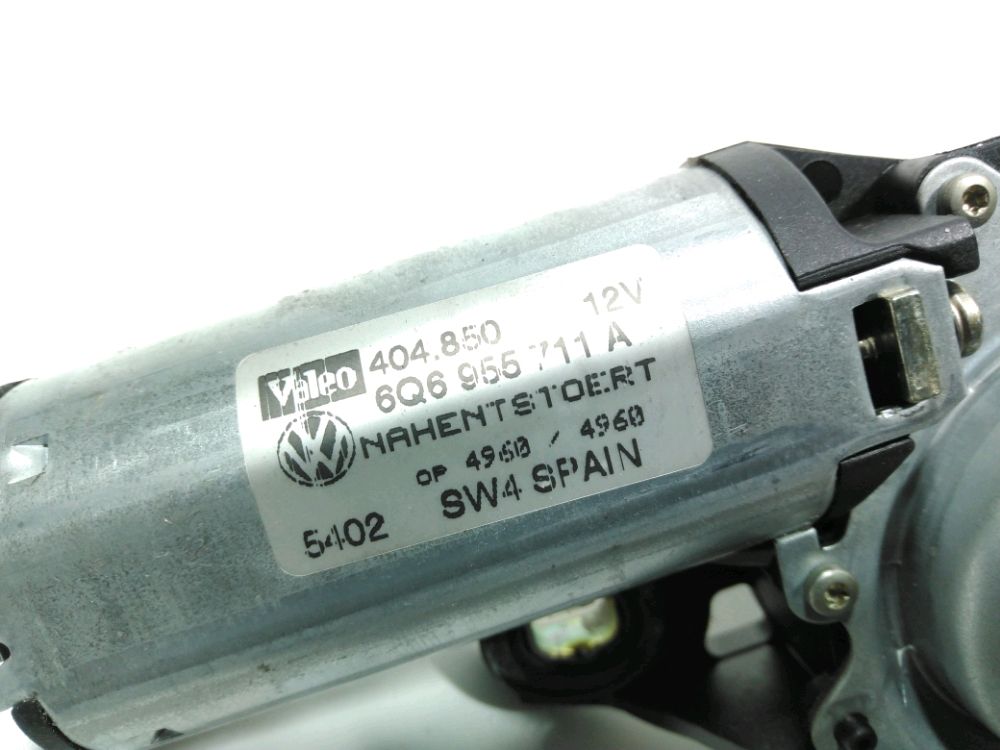 Valeo 404.850 12V
6Q6 955 711 A
NAHENTSTOERT
OP 4960 / 4960
5402 SW4 SPAIN